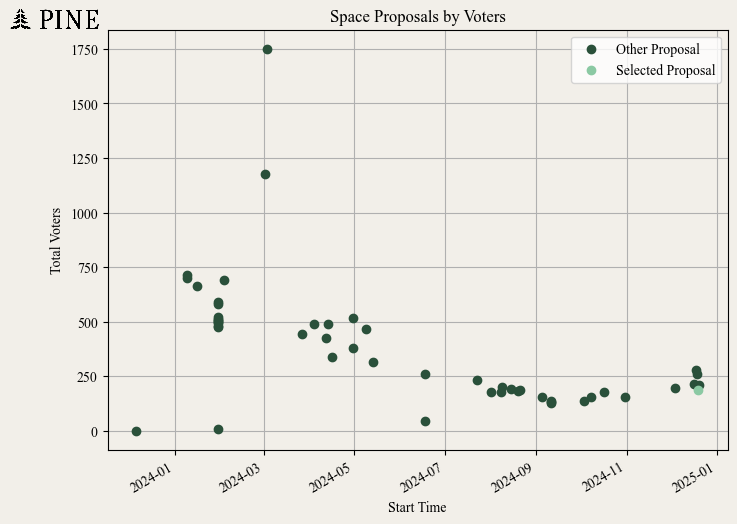 PINE
Space Proposals by Voters
Other Proposal
Selected Proposal
Total Voters
1750
1500
1250
1000
750
500
250
0
2024-01
2024-03
2024-05
2024-07
2024-09
2024-11
2025-01
Start Time